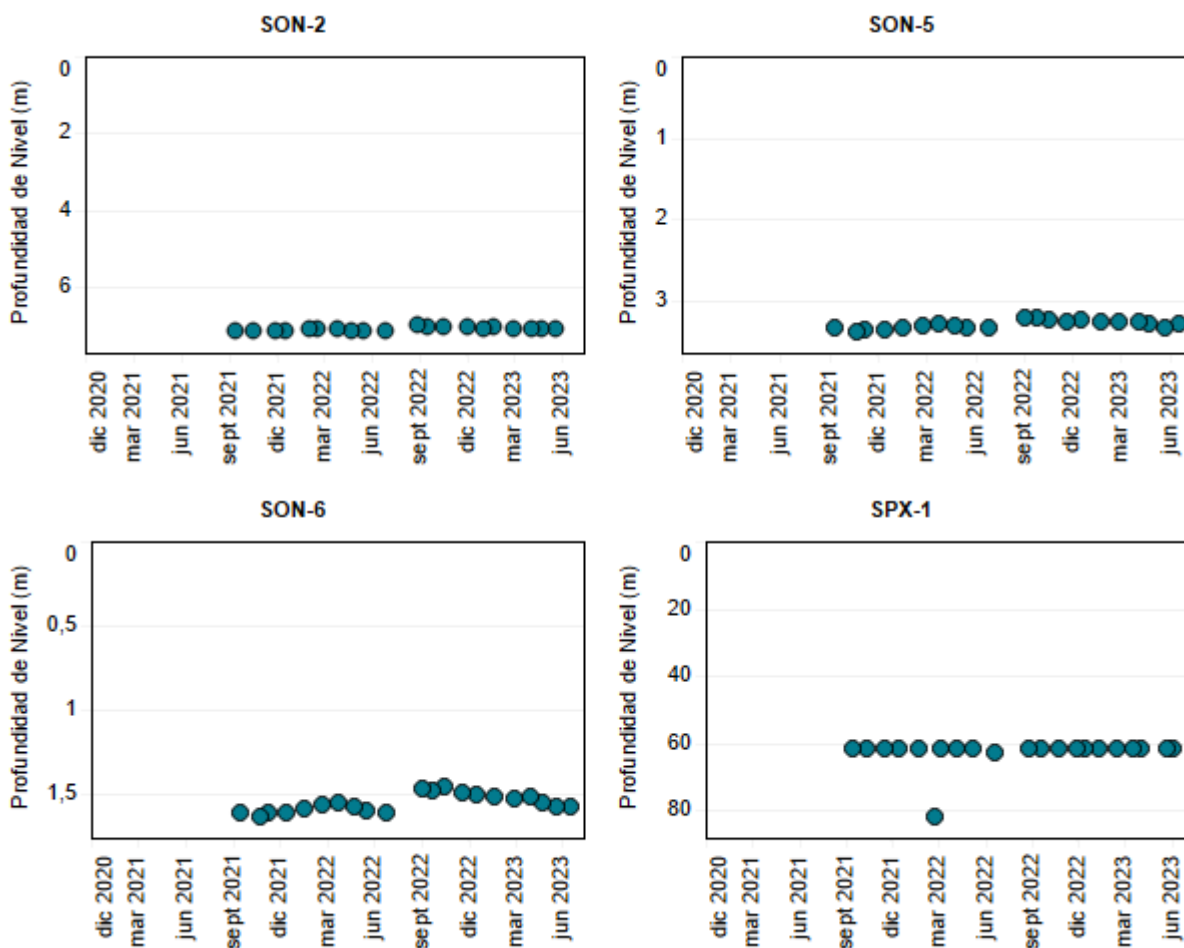 SON-2
Profundidad de Nivel (m)
0
2
4
6
dic 2020
mar 2021
jun 2021
sept 2021
dic 2021
mar 2022
jun 2022
sept 2022
dic 2022
mar 2023
jun 2023
SON-5
Profundidad de Nivel (m)
0
1
2
3
dic 2020
mar 2021
jun 2021
sept 2021
dic 2021
mar 2022
jun 2022
sept 2022
dic 2022
mar 2023
jun 2023
SON-6
Profundidad de Nivel (m)
0
0,5
1
1,5
dic 2020
mar 2021
jun 2021
sept 2021
dic 2021
mar 2022
jun 2022
sept 2022
dic 2022
mar 2023
jun 2023
SPX-1
Profundidad de Nivel (m)
0
20
40
60
80
dic 2020
mar 2021
jun 2021
sept 2021
dic 2021
mar 2022
jun 2022
sept 2022
dic 2022
mar 2023
jun 2023